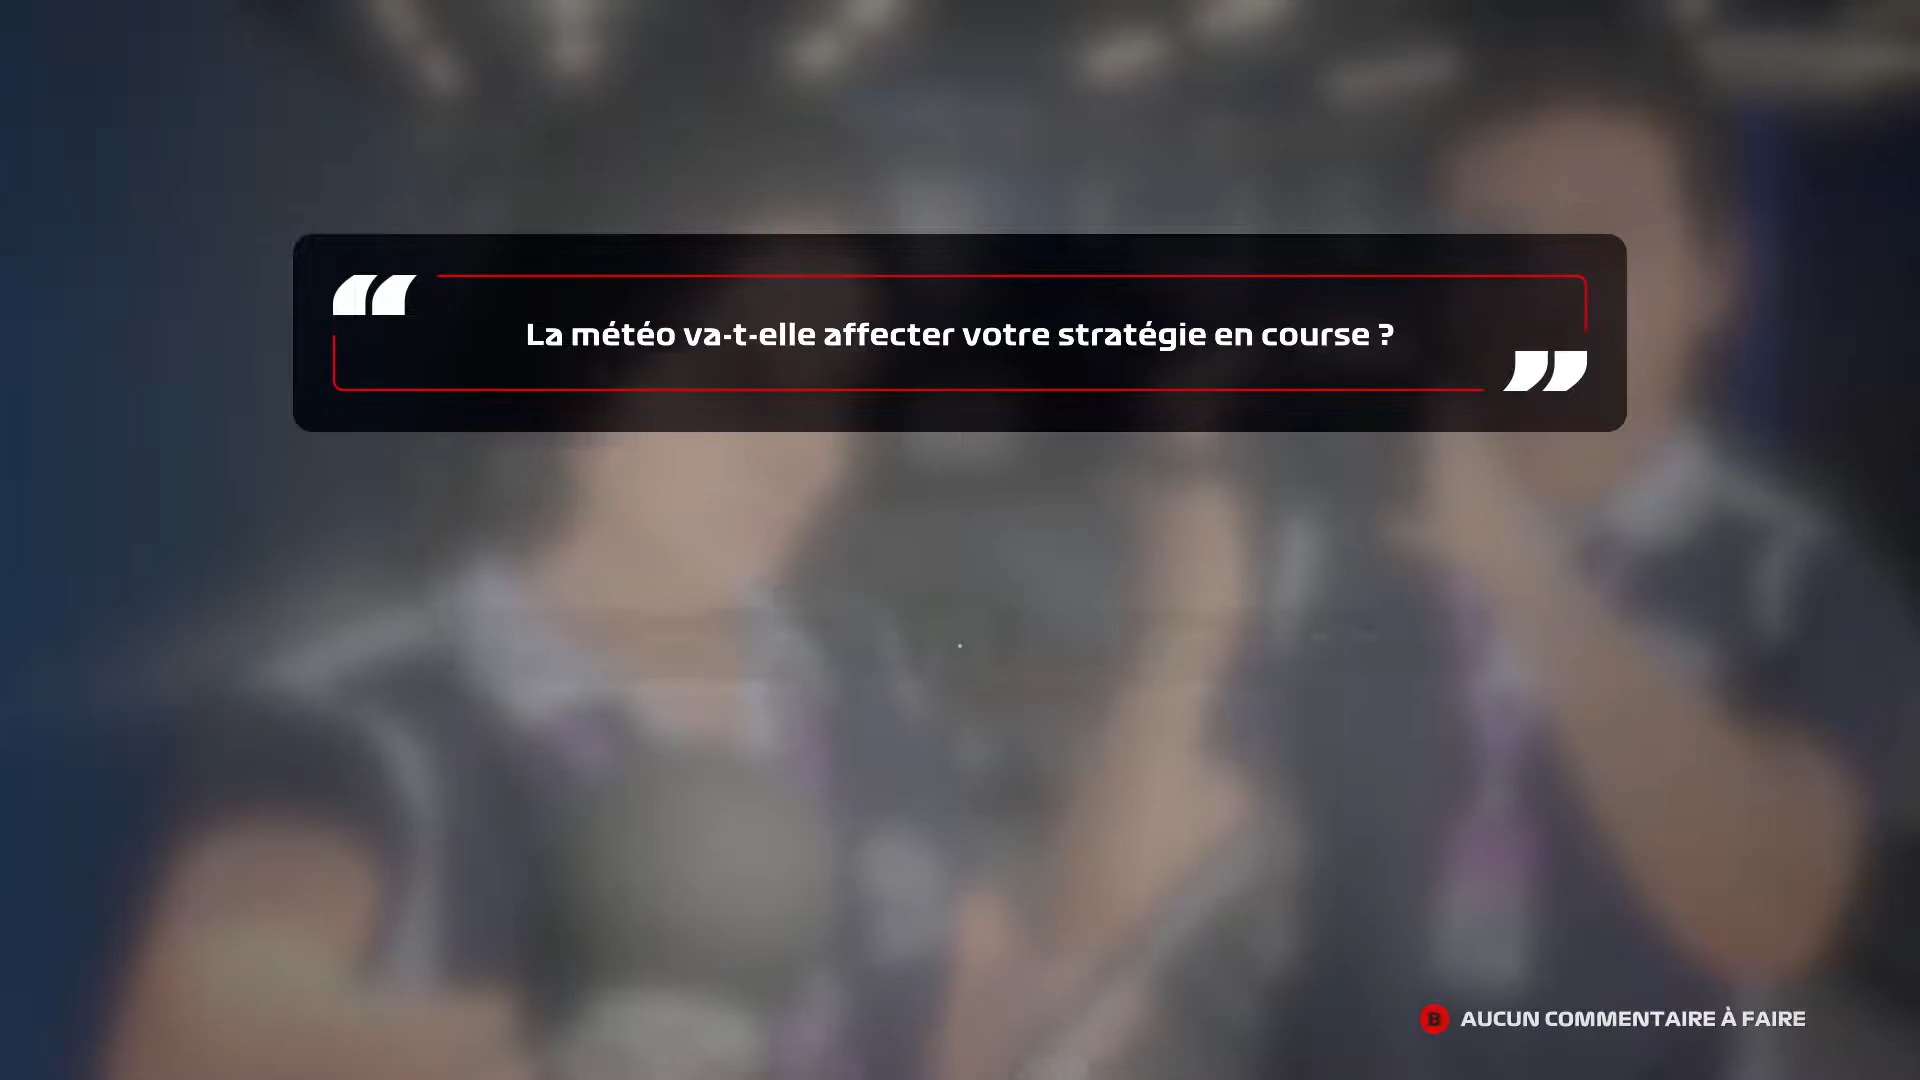 La météo va-t-elle affecter votre stratégie en course ?
B AUCUN COMMENTAIRE À FAIRE